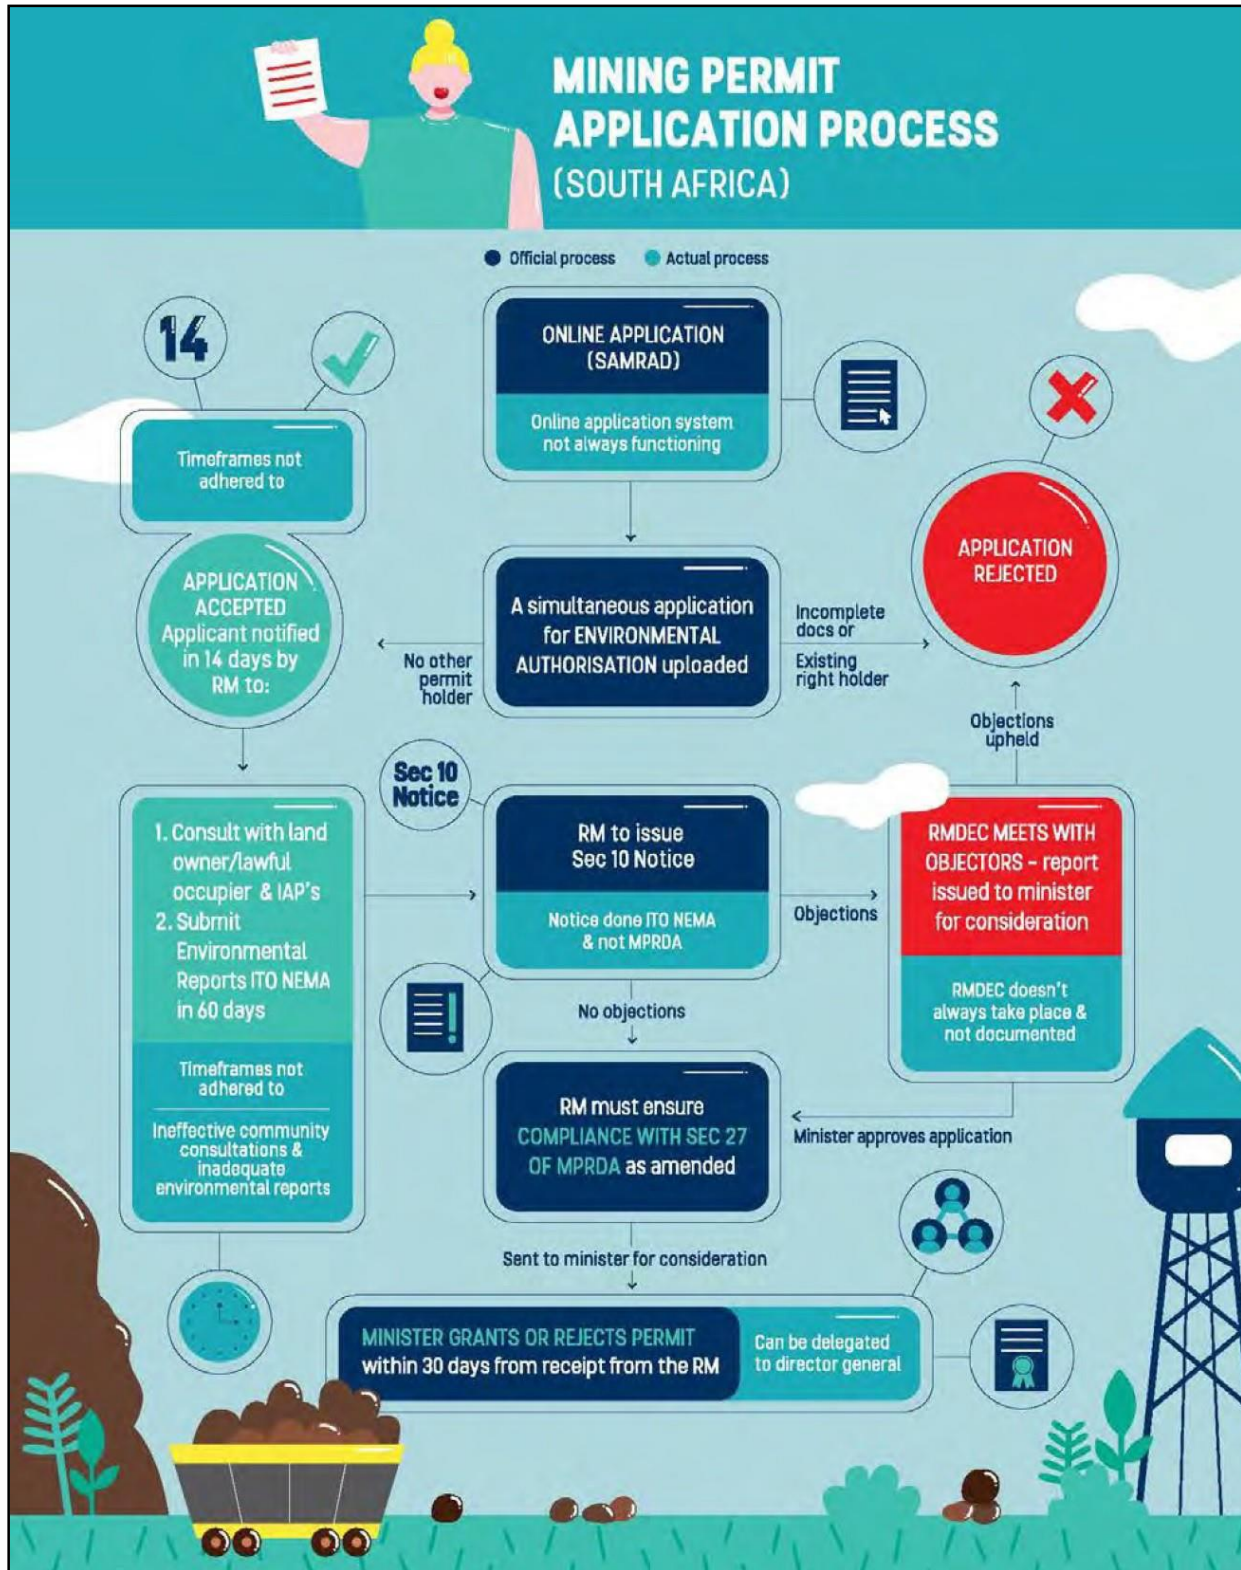 MINING PERMIT
APPLICATION PROCESS
(SOUTH AFRICA)
Official process
Actual process
14
Timeframes not
adhered to
ONLINE APPLICATION
(SAMRAD)
Online application system
not always functioning
APPLICATION
REJECTED
APPLICATION
ACCEPTED
Applicant notified
in 14 days by
RM to:
No other
permit
holder
A simultaneous application
for ENVIRONMENTAL
AUTHORISATION uploaded
Incomplete
docs or
Existing
right holder
Objections
upheld
1. Consult with land
owner/lawful
occupier & IAP's
2. Submit
Environmental
Reports ITO NEMA
in 60 days
Timeframes not
adhered to
Ineffective community
consultations &
inadequate
environmental reports
Sec 10
Notice
RM to issue
Sec 10 Notice
Notice done ITO NEMA
& not MPRDA
Objections
RMDEC MEETS WITH
OBJECTORS - report
issued to minister
for consideration
RMDEC doesn't
always take place &
not documented
No objections
RM must ensure
COMPLIANCE WITH SEC 27
OF MPRDA as amended
Minister approves application
Sent to minister for consideration
MINISTER GRANTS OR REJECTS PERMIT
within 30 days from receipt from the RM
Can be delegated
to director general